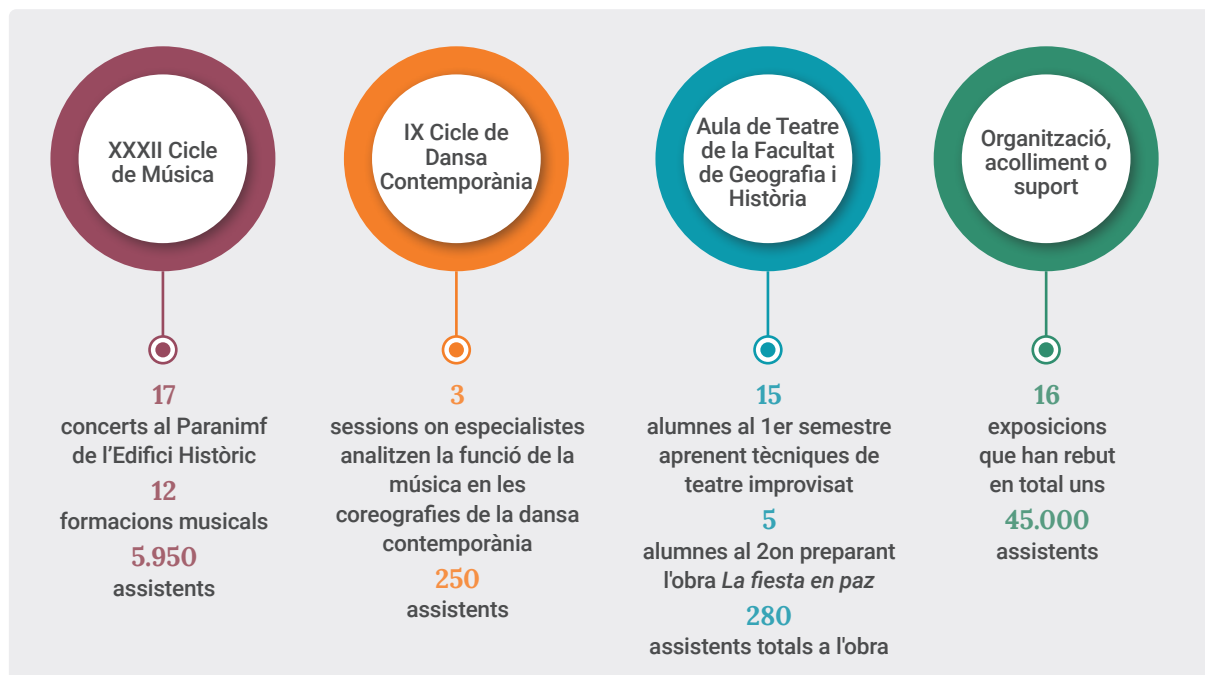 XXXII Cicle
de Música
17
concerts al Paranimf
de l'Edifici Històric
12
formacions musicals
5.950
assistents
IX Cicle de
Dansa
Contemporània
3
sessions on especialistes
analitzen la funció de la
música en les
coreografies de la dansa
contemporània
250
assistents
Aula de Teatre
de la Facultat
de Geografia i
Història
15
alumnes al 1er semestre
aprenent tècniques de
teatre improvisat
5
alumnes al 2on preparant
l'obra La fiesta en paz
280
assistents totals a l'obra
Organització,
acolliment o
suport
16
exposicions
que han rebut
en total uns
45.000
assistents